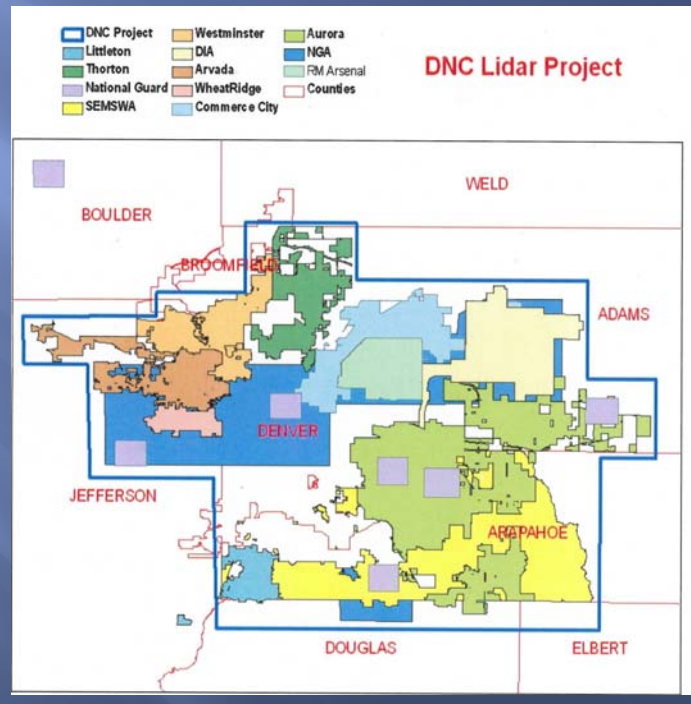 DNC Project Westminster Aurora
Littleton DIA NGA
Thorton Arvada RM Arsenal
National Guard WheatRidge Counties
SEMSWA Commerce City
DNC Lidar Project
WELD
BOULDER
BROOMFIELD
ADAMS
DENVER
JEFFERSON
ARAPAHOE
DOUGLAS
ELBERT